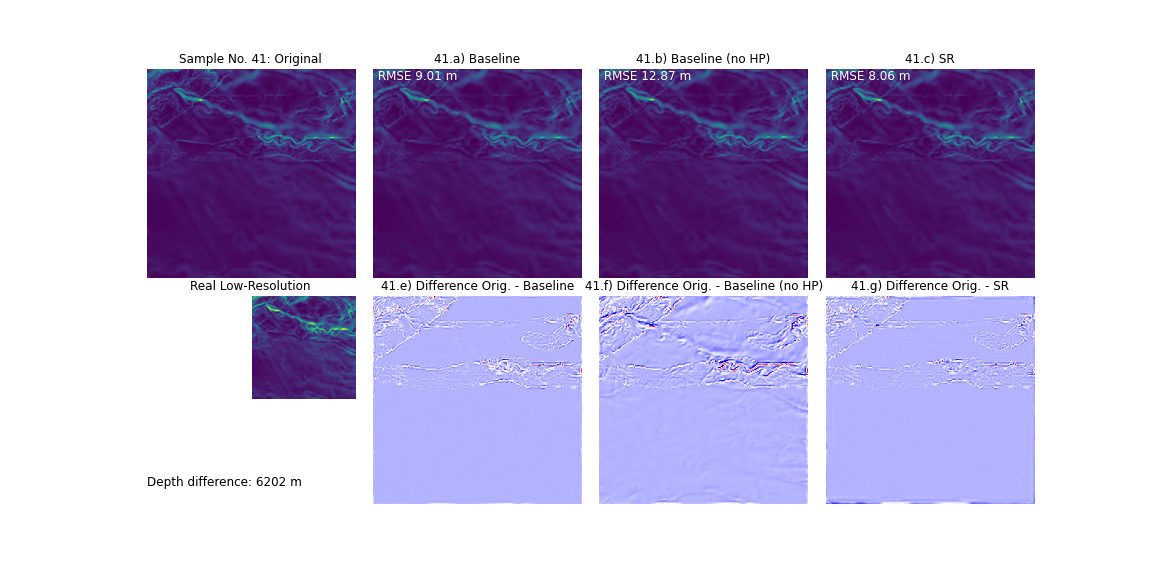 Sample No. 41: Original
41.a) Baseline
41.b) Baseline (no HP)
41.c) SR
RMSE 9.01 m
RMSE 12.87 m
RMSE 8.06 m
Real Low-Resolution
41.e) Difference Orig. - Baseline
41.f) Difference Orig. - Baseline (no HP)
41.g) Difference Orig. - SR
Depth difference: 6202 m